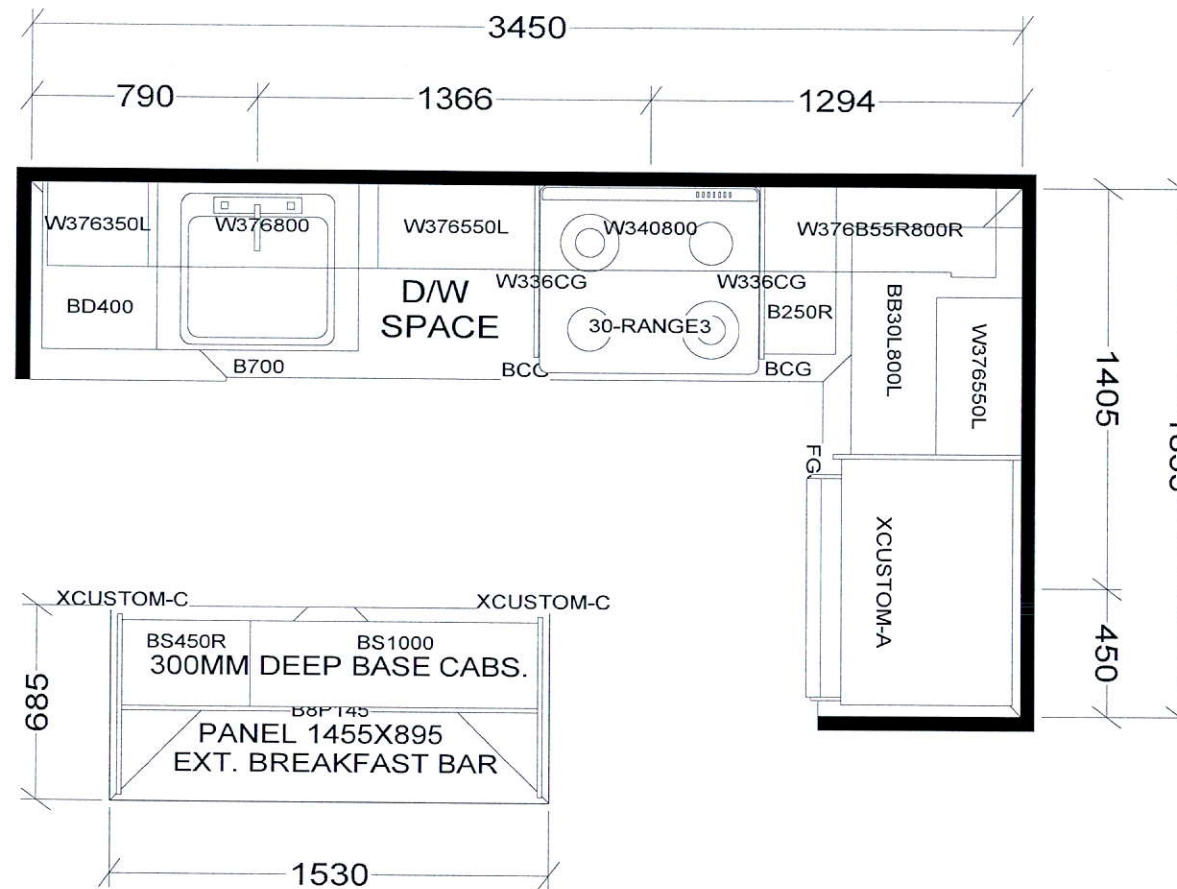 3450
790
1366
1294
W376350L
W376800
W376550L
W340800
W376B55R800R
W336CG
W336CG
BD400
D/W
SPACE
30-RANGE3
B250R
BB30L800L
W376550L
B700
BCG
BCG
1405
FG
XCUSTOM-A
450
XCUSTOM-C
XCUSTOM-C
BS450R
BS1000
300MM DEEP BASE CABS.
685
B8P145
PANEL 1455X895
EXT. BREAKFAST BAR
1530